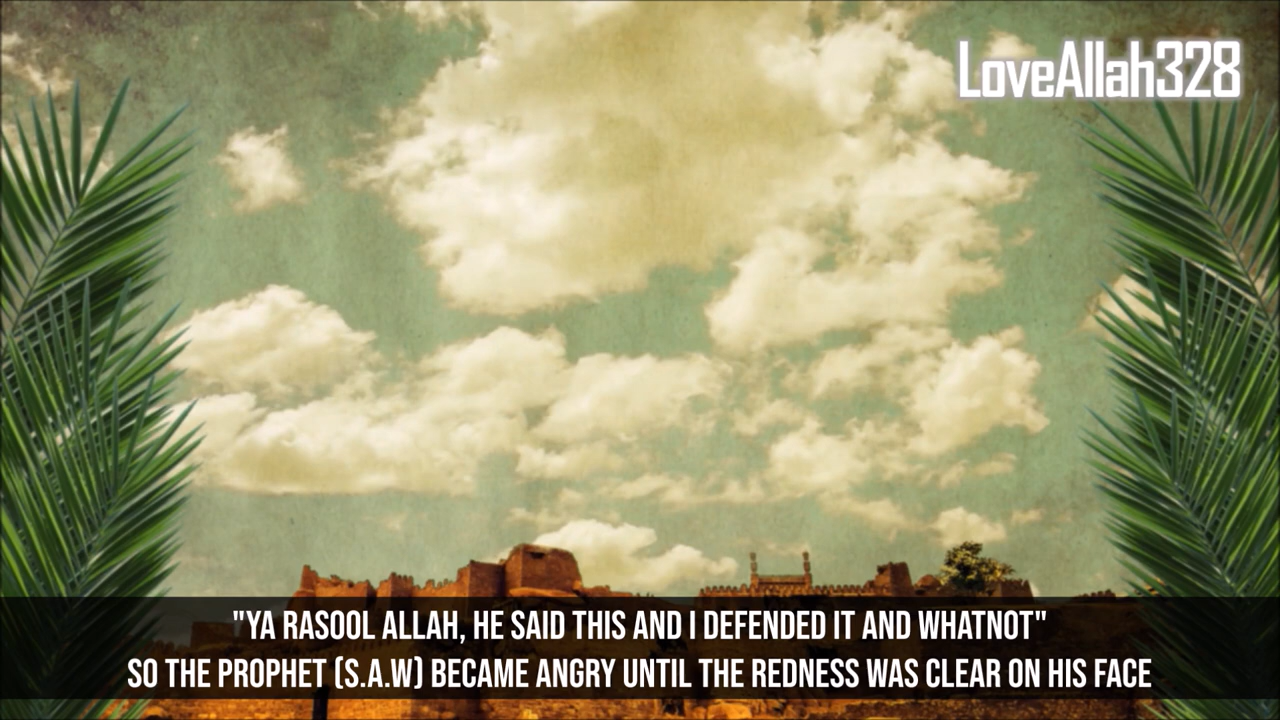 LoveAllah328
"YA RASOOL ALLAH, HE SAID THIS AND I DEFENDED IT AND WHATNOT"
SO THE PROPHET (S.A.W) BECAME ANGRY UNTIL THE REDNESS WAS CLEAR ON HIS FACE